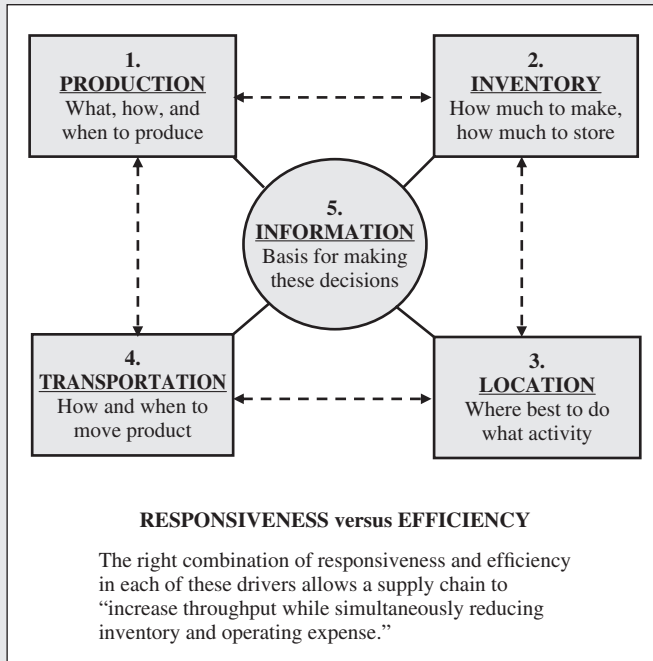 1.
PRODUCTION
What, how, and
when to produce
2.
INVENTORY
How much to make,
how much to store
5.
INFORMATION
Basis for making
these decisions
4.
TRANSPORTATION
How and when to
move product
3.
LOCATION
Where best to do
what activity
RESPONSIVENESS versus EFFICIENCY
The right combination of responsiveness and efficiency
in each of these drivers allows a supply chain to
“increase throughput while simultaneously reducing
inventory and operating expense.”